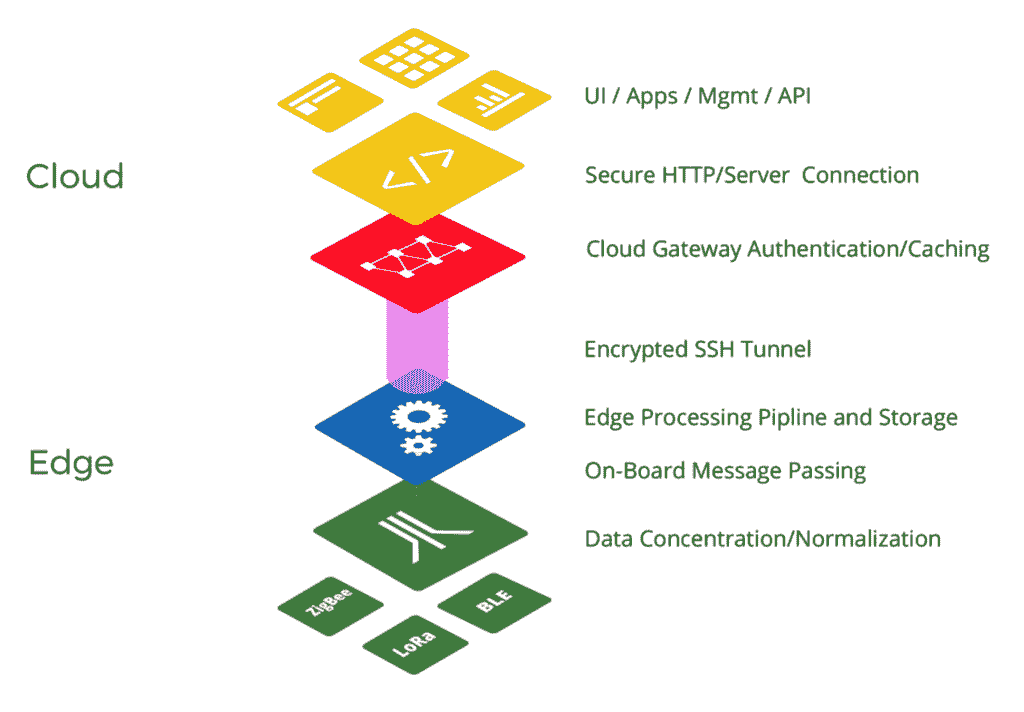 UI / Apps / Mgmt / API
Cloud
Secure HTTP/Server Connection
Cloud Gateway Authentication/Caching
Encrypted SSH Tunnel
Edge Processing Pipline and Storage
Edge
On-Board Message Passing
Data Concentration/Normalization
ZigBee
BLE
LoRa